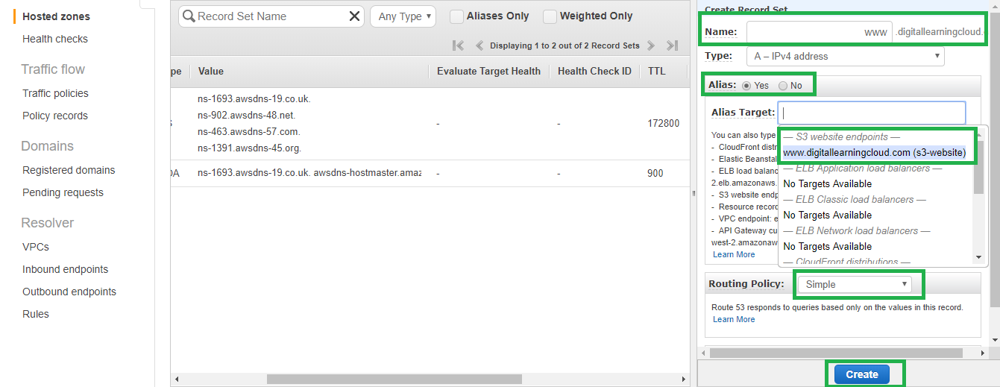 Hosted zones
Health checks
Traffic flow
Traffic policies
Policy records
Domains
Registered domains
Pending requests
Resolver
VPCs
Inbound endpoints
Outbound endpoints
Rules
Record Set Name
Any Type
Aliases Only
Weighted Only
Displaying 1 to 2 out of 2 Record Sets
pe Value Evaluate Target Health Health Check ID TTL
ns-1693.awsdns-19.co.uk.
ns-902.awsdns-48.net.
S - - 172800
ns-463.awsdns-57.com.
ns-1391.awsdns-45.org.
OA ns-1693.awsdns-19.co.uk. awsdns-hostmaster.amaz - - 900
Create Record Set
Name: www .digitallearningcloud.
Type: A – IPv4 address
Alias: Yes No
Alias Target:
You can also type
- CloudFront distr
- Elastic Beanstal
- ELB load balanc
2.elb.amazonaws.
- S3 website endp
- Resource record
- VPC endpoint: e
- API Gateway cu
west-2.amazonaw
Learn More
— S3 website endpoints —
www.digitallearningcloud.com (s3-website)
— ELB Application load balancers —
No Targets Available
— ELB Classic load balancers —
No Targets Available
— ELB Network load balancers —
No Targets Available
— CloudFront distributions —
Routing Policy: Simple
Route 53 responds to queries based only on the values in this record.
Learn More
Create